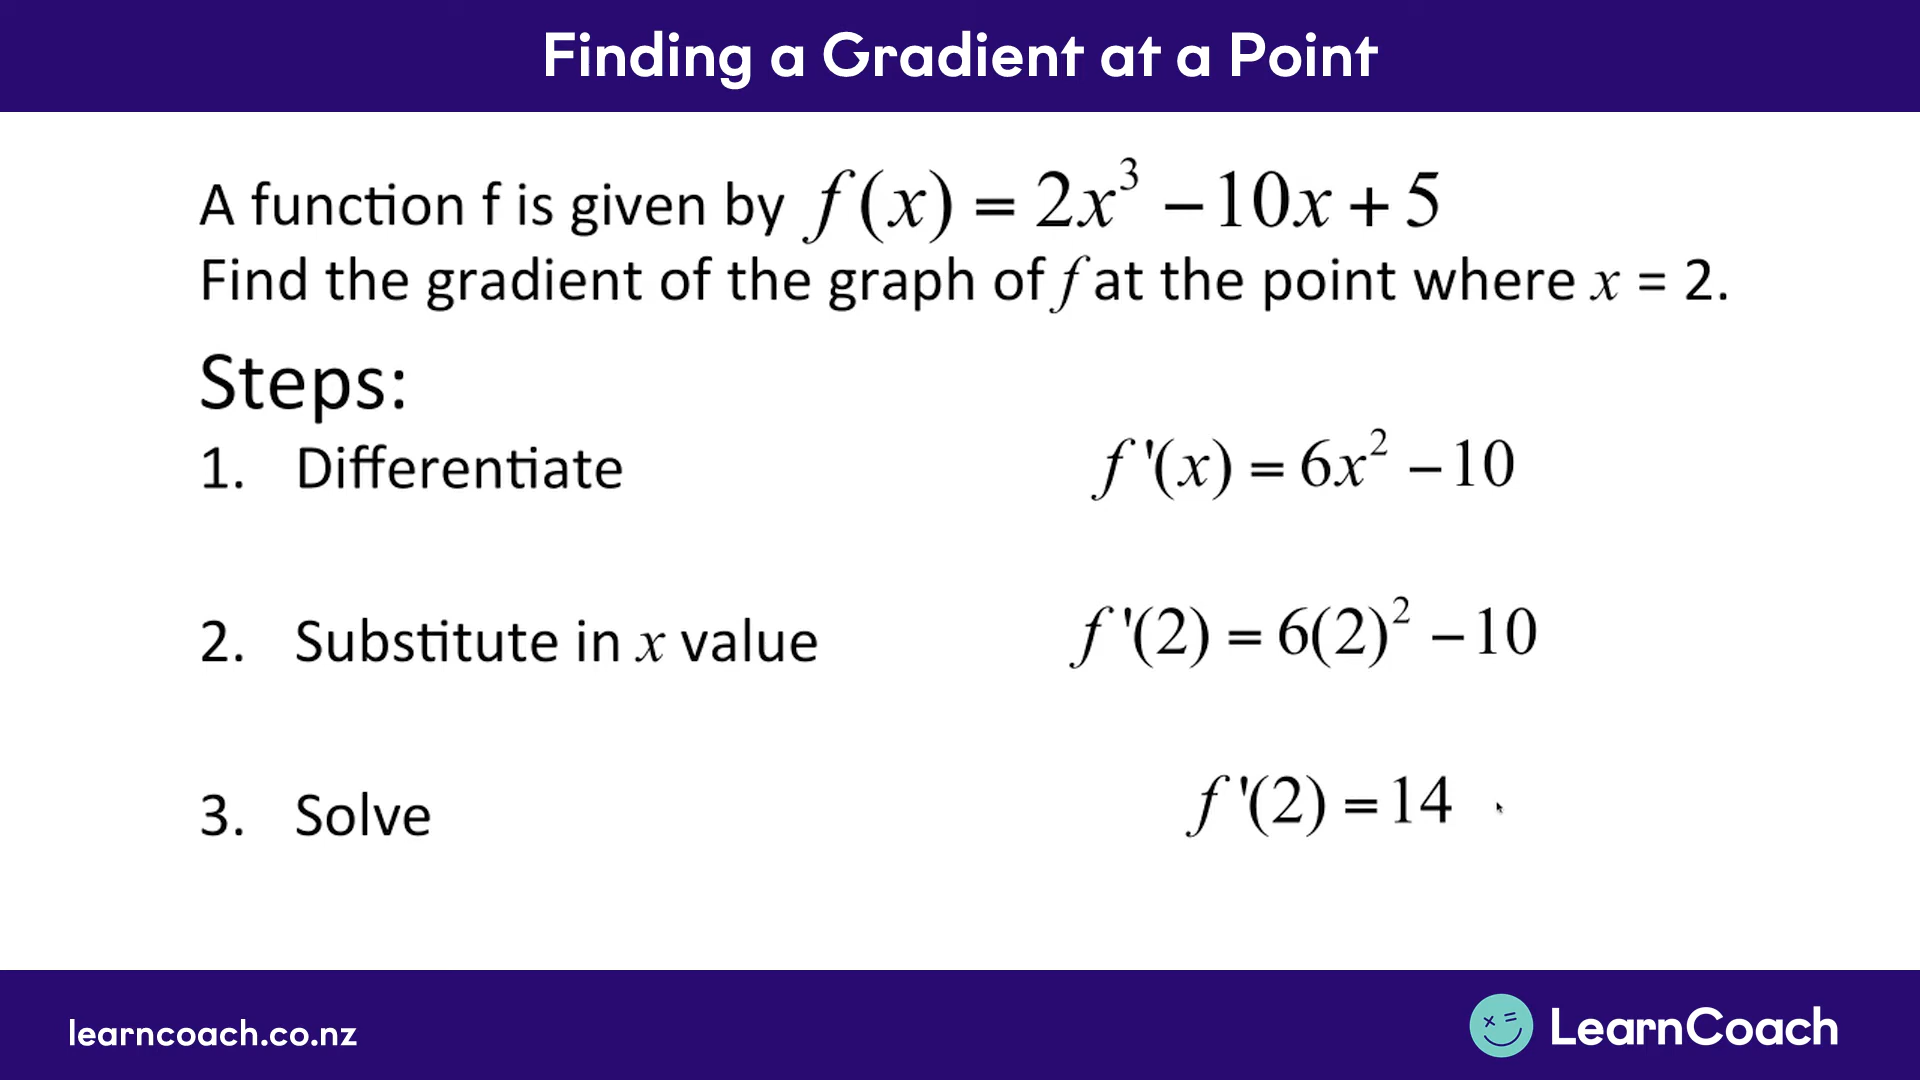 Finding a Gradient at a Point
A function f is given by f(x) = 2x³ − 10x + 5
Find the gradient of the graph of f at the point where x = 2.
Steps:
1. Differentiate f'(x) = 6x² − 10
2. Substitute in x value f'(2) = 6(2)² − 10
3. Solve f'(2) = 14
learncoach.co.nz LearnCoach